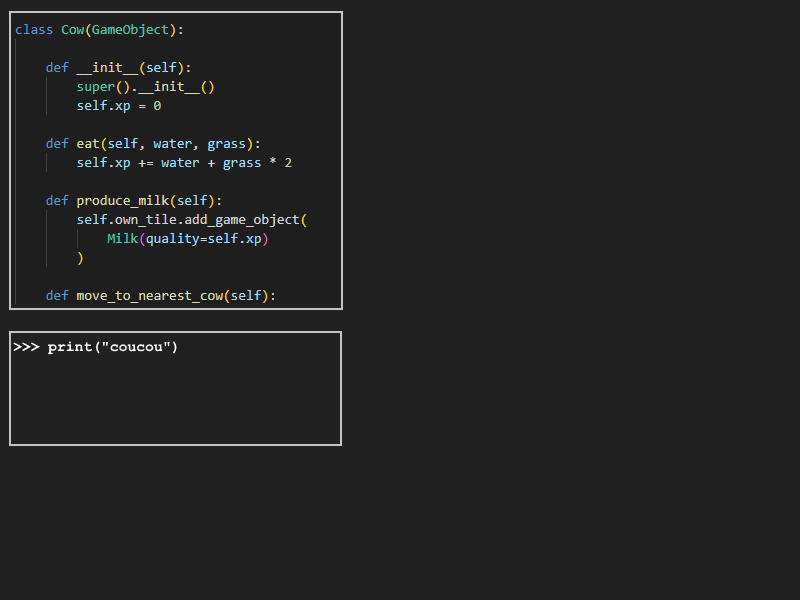 class Cow(GameObject):
def __init__(self):
super().__init__()
self.xp = 0
def eat(self, water, grass):
self.xp += water + grass * 2
def produce_milk(self):
self.own_tile.add_game_object(
Milk(quality=self.xp)
)
def move_to_nearest_cow(self):
>>> print("coucou")